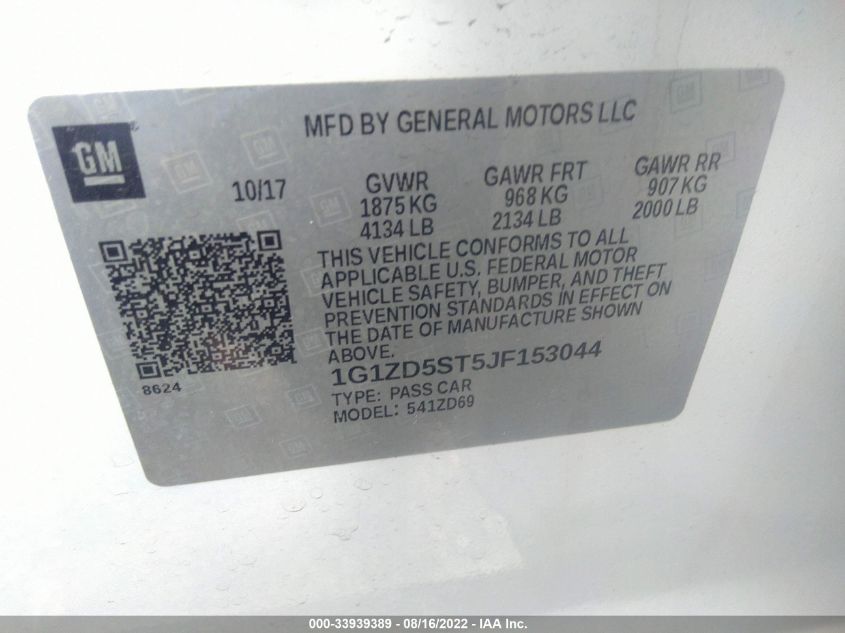 GM
MFD BY GENERAL MOTORS LLC
10/17
GVWR
1875 KG
4134 LB
GAWR FRT
968 KG
2134 LB
GAWR RR
907 KG
2000 LB
THIS VEHICLE CONFORMS TO ALL
APPLICABLE U.S. FEDERAL MOTOR
VEHICLE SAFETY, BUMPER, AND THEFT
PREVENTION STANDARDS IN EFFECT ON
THE DATE OF MANUFACTURE SHOWN
ABOVE.
8624
1G1ZD5ST5JF153044
TYPE: PASS CAR
MODEL: 541ZD69
000-33939389 - 08/16/2022 - IAA Inc.